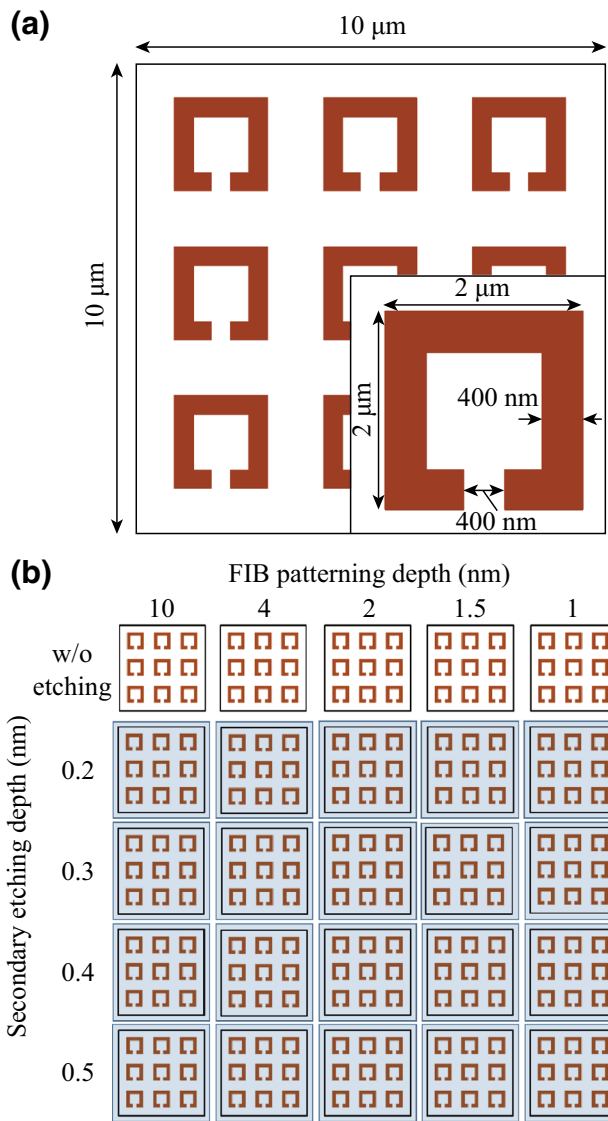 (a)
10 μm
10 μm
2 μm
2 μm
400 nm
400 nm
(b)
FIB patterning depth (nm)
10 4 2 1.5 1
w/o
etching
Secondary etching depth (nm)
0.2
0.3
0.4
0.5